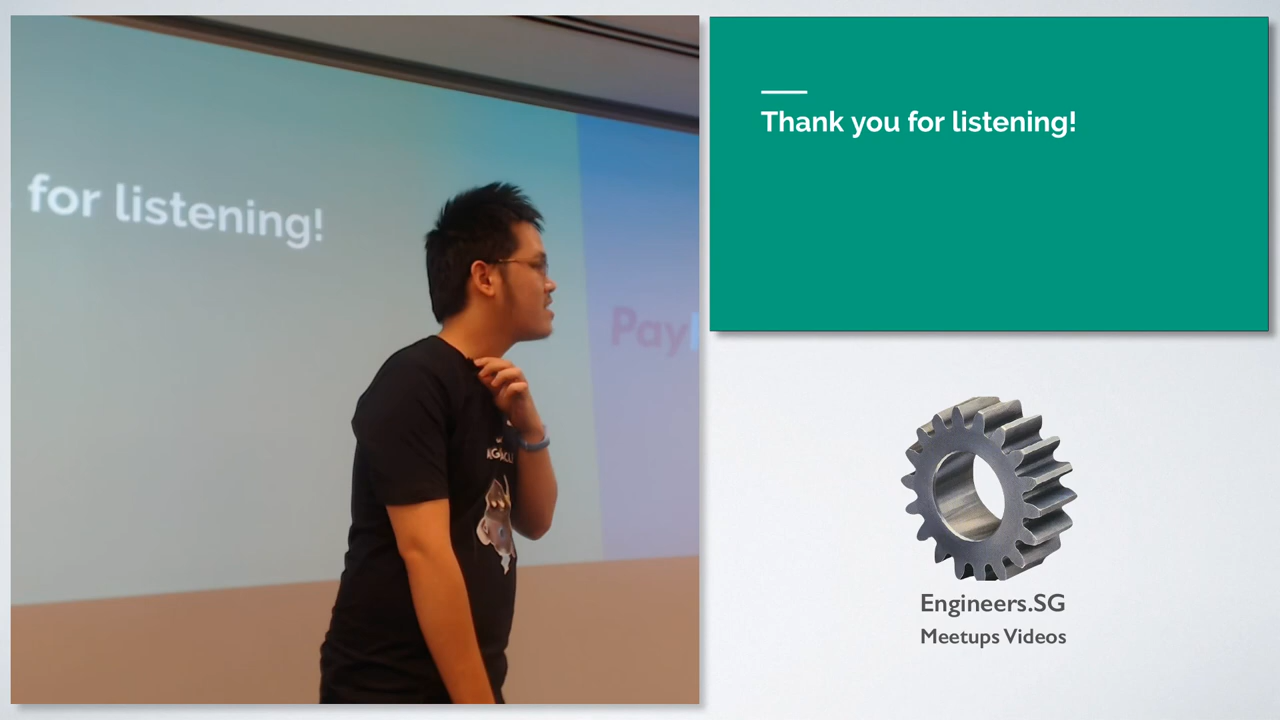 for listening!
Pay
Thank you for listening!
Engineers.SG
Meetups Videos